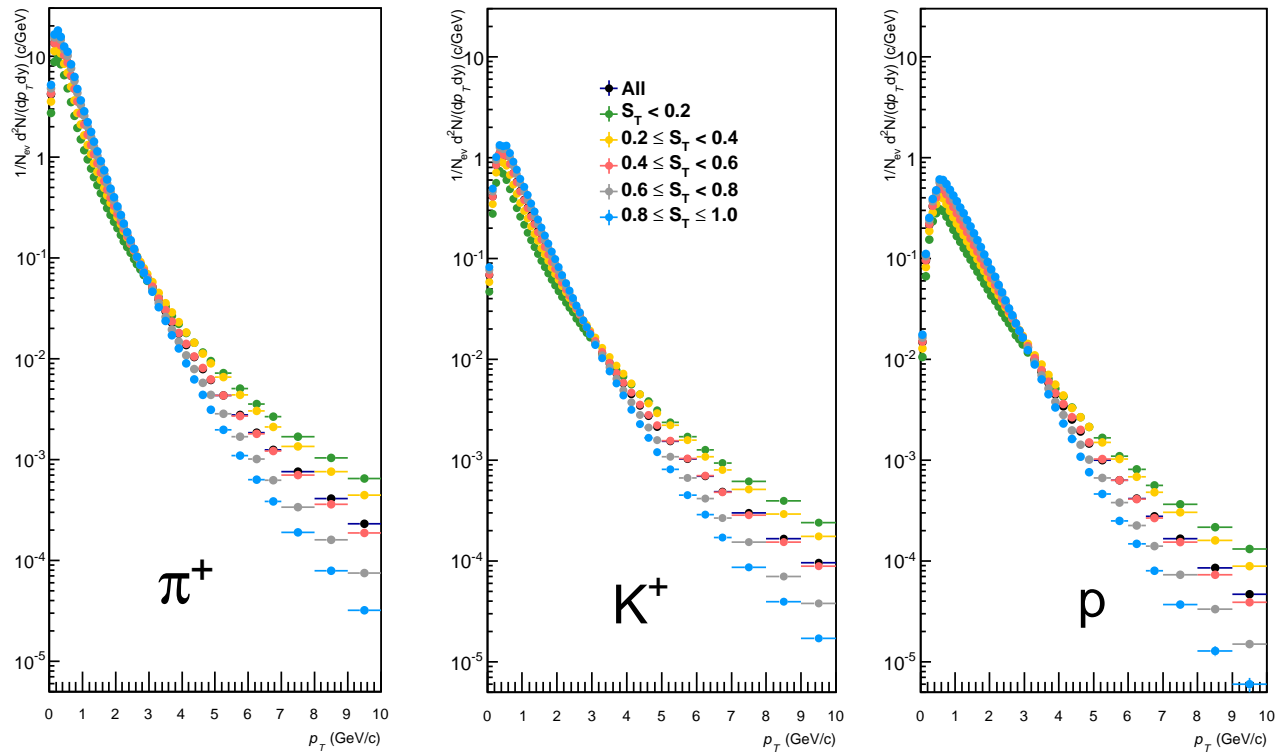 1/N_ev d²N/(dp_T dy) (c/GeV)
10
1
10⁻¹
10⁻²
10⁻³
10⁻⁴
10⁻⁵
π⁺
0 1 2 3 4 5 6 7 8 9 10
p_T (GeV/c)
1/N_ev d²N/(dp_T dy) (c/GeV)
10
1
10⁻¹
10⁻²
10⁻³
10⁻⁴
10⁻⁵
All
S_T < 0.2
0.2 ≤ S_T < 0.4
0.4 ≤ S_T < 0.6
0.6 ≤ S_T < 0.8
0.8 ≤ S_T ≤ 1.0
K⁺
0 1 2 3 4 5 6 7 8 9 10
p_T (GeV/c)
1/N_ev d²N/(dp_T dy) (c/GeV)
10
1
10⁻¹
10⁻²
10⁻³
10⁻⁴
10⁻⁵
p
0 1 2 3 4 5 6 7 8 9 10
p_T (GeV/c)